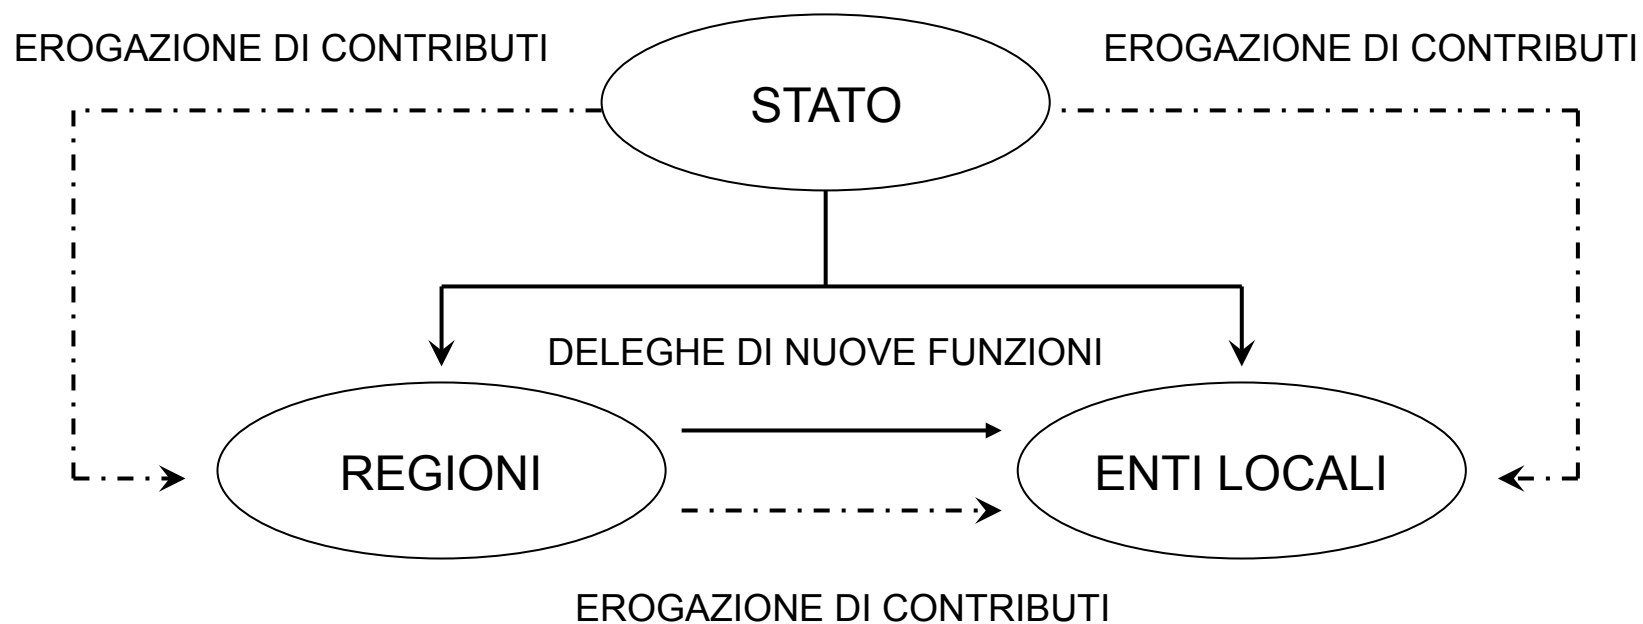 EROGAZIONE DI CONTRIBUTI
EROGAZIONE DI CONTRIBUTI
STATO
DELEGHE DI NUOVE FUNZIONI
REGIONI
ENTI LOCALI
EROGAZIONE DI CONTRIBUTI